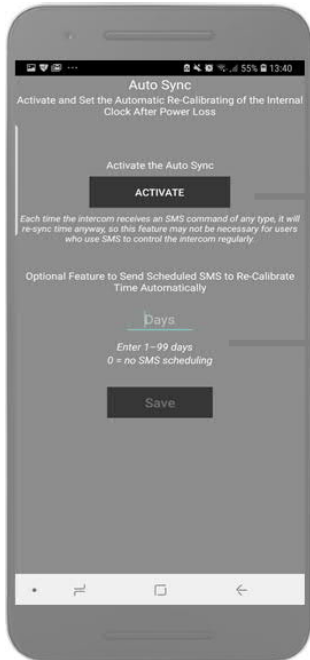 55% 13:40
Auto Sync
Activate and Set the Automatic Re-Calibrating of the Internal
Clock After Power Loss
Activate the Auto Sync
ACTIVATE
Each time the intercom receives an SMS command of any type, it will
re-sync time anyway, so this feature may not be necessary for users
who use SMS to control the intercom regularly.
Optional Feature to Send Scheduled SMS to Re-Calibrate
Time Automatically
Days
Enter 1-99 days
0 = no SMS scheduling
Save